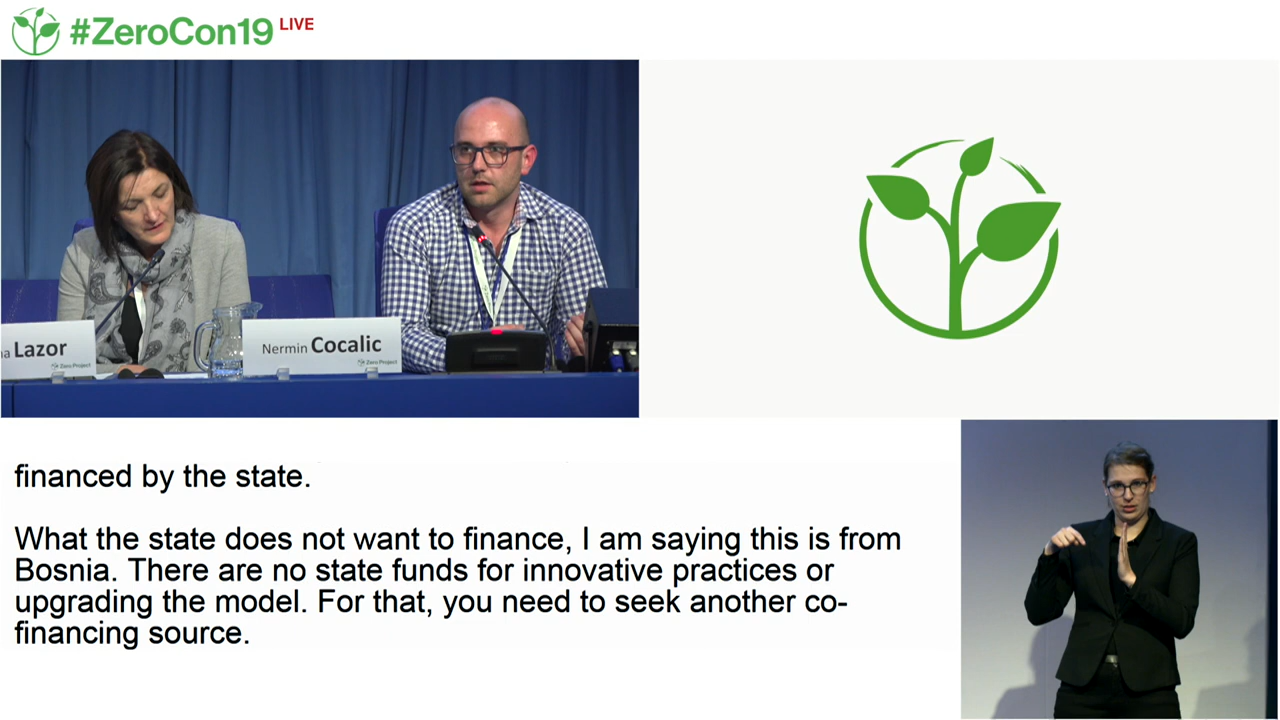 #ZeroCon19 LIVE
na Lazor
Zero Project
Nermin Cocalic
Zero Project
financed by the state.
What the state does not want to finance, I am saying this is from
Bosnia. There are no state funds for innovative practices or
upgrading the model. For that, you need to seek another co-
financing source.